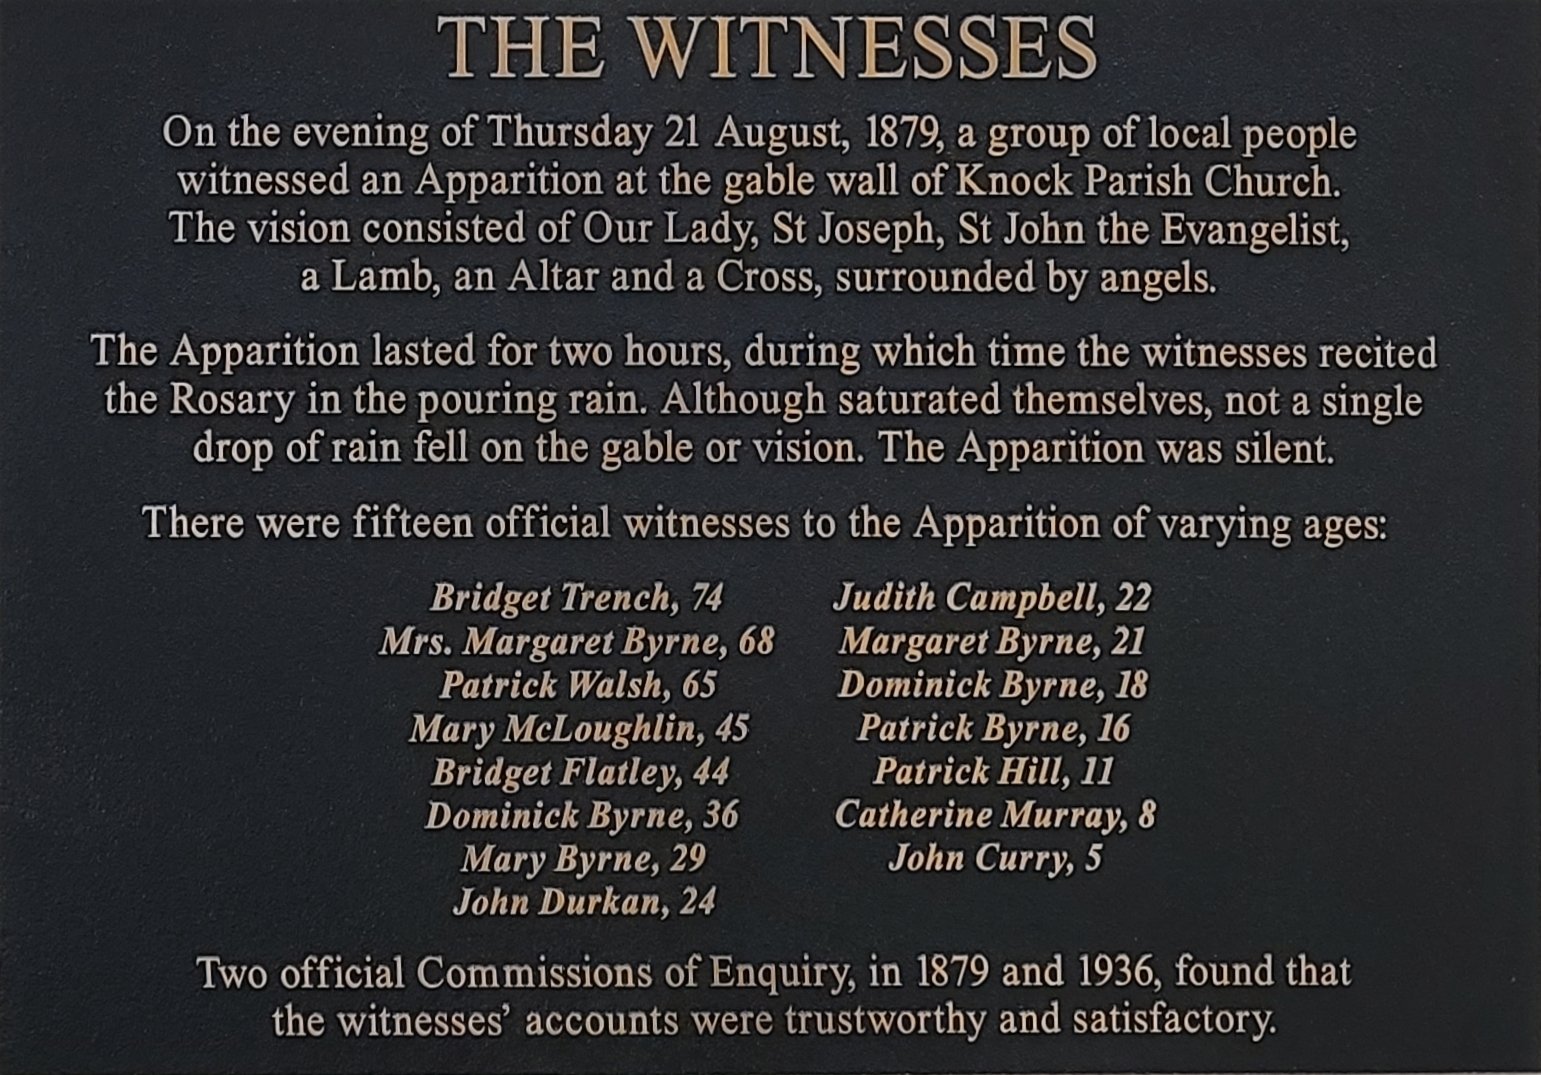 THE WITNESSES
On the evening of Thursday 21 August, 1879, a group of local people
witnessed an Apparition at the gable wall of Knock Parish Church.
The vision consisted of Our Lady, St Joseph, St John the Evangelist,
a Lamb, an Altar and a Cross, surrounded by angels.
The Apparition lasted for two hours, during which time the witnesses recited
the Rosary in the pouring rain. Although saturated themselves, not a single
drop of rain fell on the gable or vision. The Apparition was silent.
There were fifteen official witnesses to the Apparition of varying ages:
Bridget Trench, 74
Mrs. Margaret Byrne, 68
Patrick Walsh, 65
Mary McLoughlin, 45
Bridget Flatley, 44
Dominick Byrne, 36
Mary Byrne, 29
John Durkan, 24
Judith Campbell, 22
Margaret Byrne, 21
Dominick Byrne, 18
Patrick Byrne, 16
Patrick Hill, 11
Catherine Murray, 8
John Curry, 5
Two official Commissions of Enquiry, in 1879 and 1936, found that
the witnesses’ accounts were trustworthy and satisfactory.